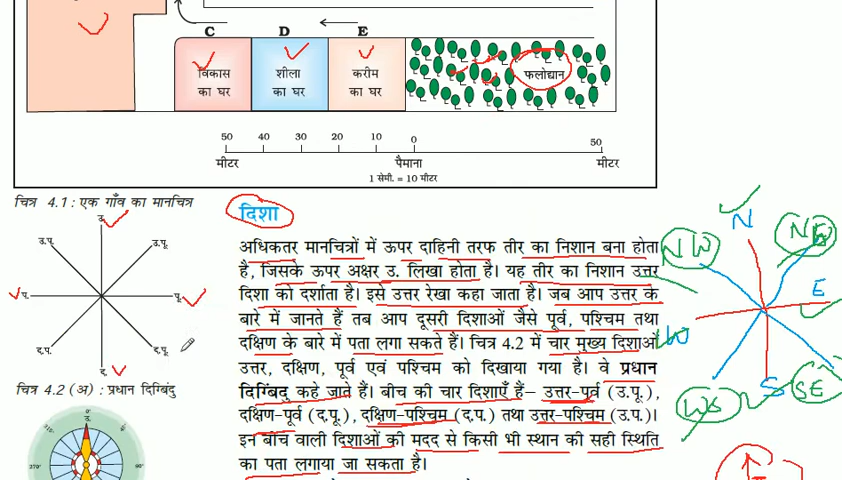 C D E
विकास शीला करीम फलोद्यान
का घर का घर का घर
50 40 30 20 10 0 50
मीटर पैमाना मीटर
1 सेमी. = 10 मीटर
चित्र 4.1: एक गाँव का मानचित्र
उ.
उ.प. उ.पू.
प. पू.
द.प. द.पू.
द.
चित्र 4.2 (अ) : प्रधान दिग्बिंदु
0°
उ.
दिशा
अधिकतर मानचित्रों में ऊपर दाहिनी तरफ तीर का निशान बना होता
है, जिसके ऊपर अक्षर उ. लिखा होता है। यह तीर का निशान उत्तर
दिशा को दर्शाता है। इसे उत्तर रेखा कहा जाता है। जब आप उत्तर के
बारे में जानते हैं तब आप दूसरी दिशाओं जैसे पूर्व, पश्चिम तथा
दक्षिण के बारे में पता लगा सकते हैं। चित्र 4.2 में चार मुख्य दिशाओं
उत्तर, दक्षिण, पूर्व एवं पश्चिम को दिखाया गया है। वे प्रधान
दिग्बिंदु कहे जाते हैं। बीच की चार दिशाएँ हैं– उत्तर-पूर्व (उ.पू.),
दक्षिण-पूर्व (द.पू.), दक्षिण-पश्चिम (द.प.) तथा उत्तर-पश्चिम (उ.प.)।
इन बीच वाली दिशाओं की मदद से किसी भी स्थान की सही स्थिति
का पता लगाया जा सकता है।
N
NW NE
E
W
S
WS SE